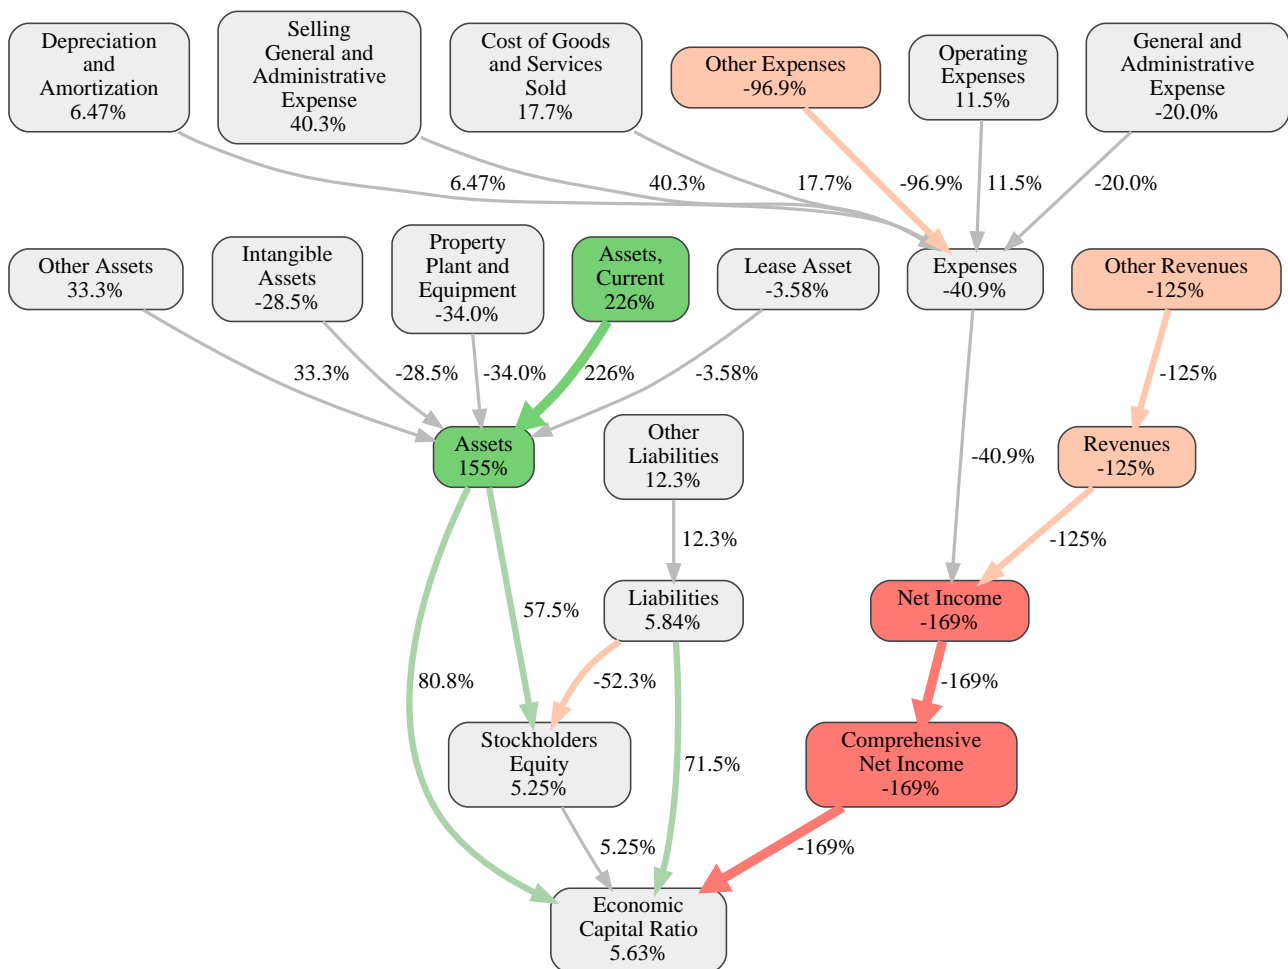 Depreciation
and
Amortization
6.47%
Selling
General and
Administrative
Expense
40.3%
Cost of Goods
and Services
Sold
17.7%
Other Expenses
-96.9%
Operating
Expenses
11.5%
General and
Administrative
Expense
-20.0%
6.47%
40.3%
17.7%
-96.9%
11.5%
-20.0%
Other Assets
33.3%
Intangible
Assets
-28.5%
Property
Plant and
Equipment
-34.0%
Assets,
Current
226%
Lease Asset
-3.58%
Expenses
-40.9%
Other Revenues
-125%
33.3%
-28.5%
-34.0%
226%
-3.58%
-125%
Assets
155%
Other
Liabilities
12.3%
-40.9%
Revenues
-125%
12.3%
-125%
57.5%
Liabilities
5.84%
Net Income
-169%
80.8%
-52.3%
-169%
Stockholders
Equity
5.25%
71.5%
Comprehensive
Net Income
-169%
5.25%
-169%
Economic
Capital Ratio
5.63%